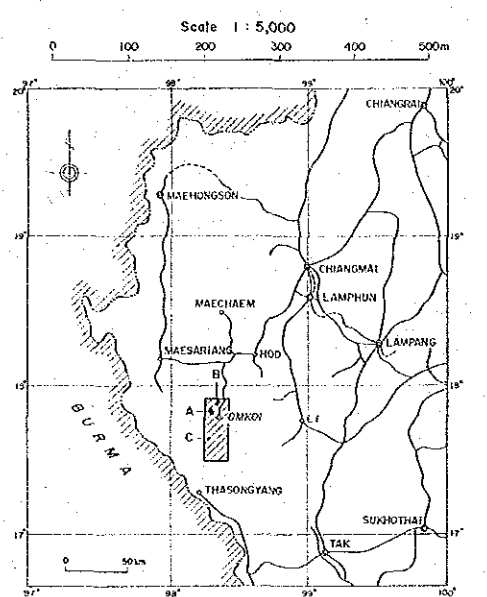 Scale 1 : 5,000
0 100 200 300 400 500m
97° 98° 99° 100°
20° 20°
CHIANGRAI
MAEHONGSON
19° 19°
CHIANGMAI
LAMPHUN
MAECHAEM
LAMPANG
MAESARIANG HOD
18° 18°
B
A OMKOI
C
LI
BURMA
THASONGYANG
SUKHOTHAI
17° 17°
TAK
0 50km
97° 98° 99° 100°